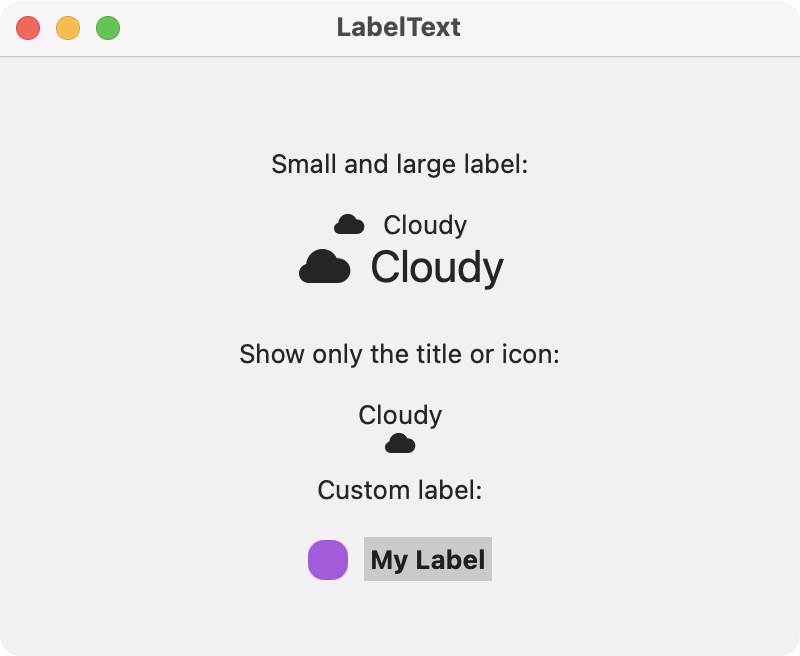 LabelText
Small and large label:
Cloudy
Cloudy
Show only the title or icon:
Cloudy
Custom label:
My Label